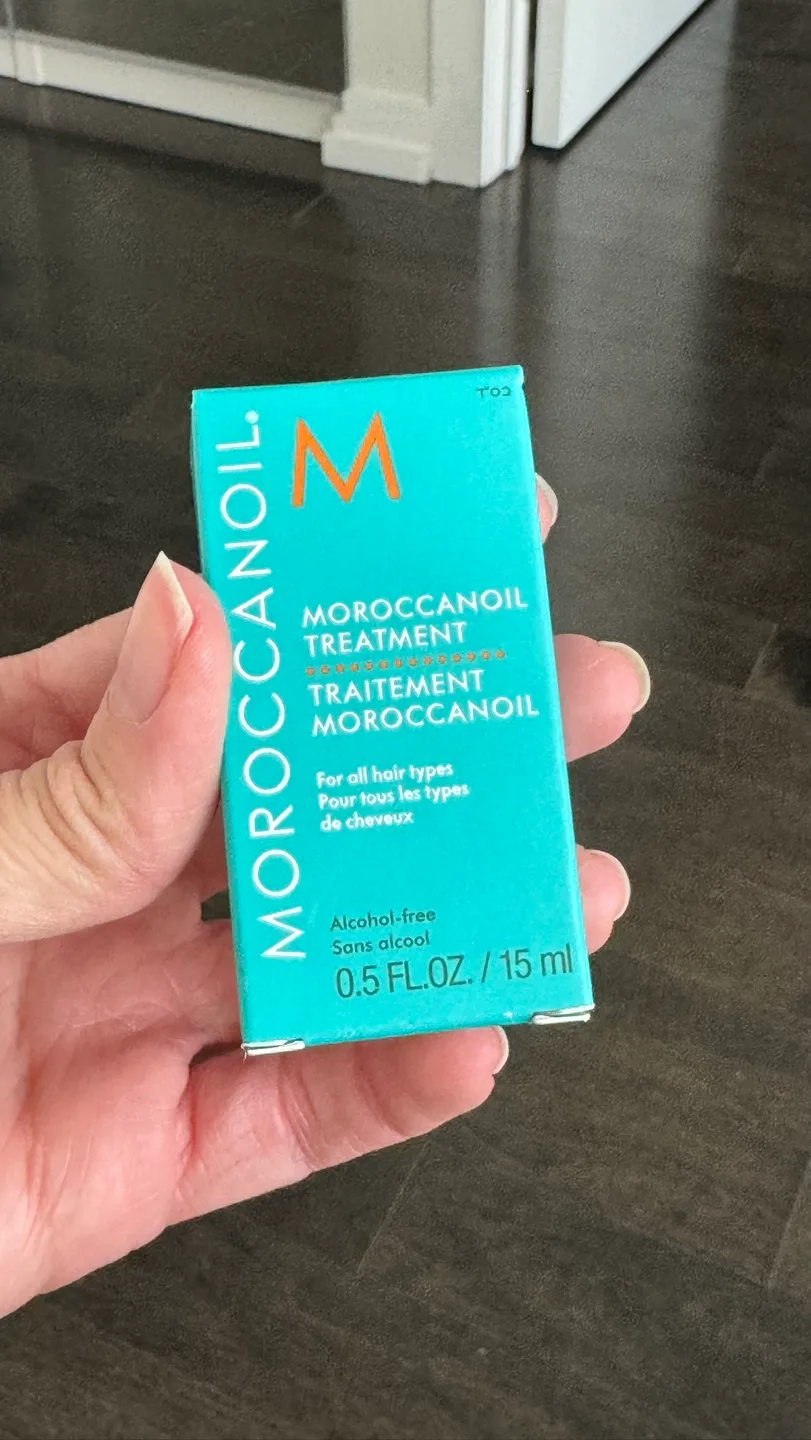 MOROCCANOIL.
M
MOROCCANOIL
TREATMENT
TRAITEMENT
MOROCCANOIL
For all hair types
Pour tous les types
de cheveux
Alcohol-free
Sans alcool
0.5 FL.OZ. / 15 ml